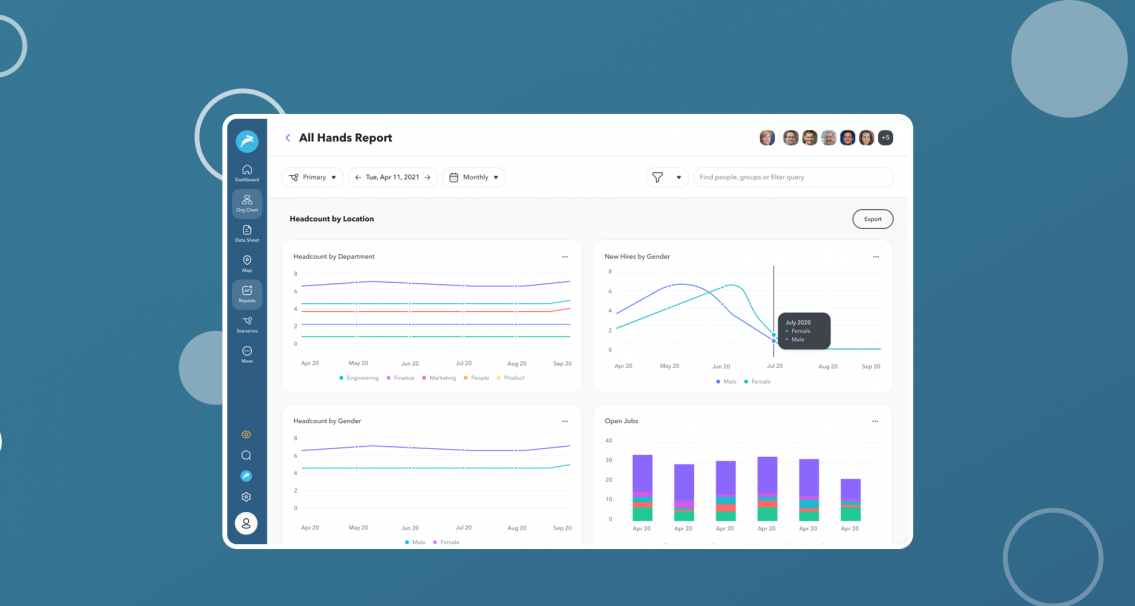 All Hands Report
+5
Dashboard
Org Chart
Data Sheet
Map
Reports
Scenarios
More
Primary
← Tue, Apr 11, 2021 →
Monthly
Find people, groups or filter query
Headcount by Location
Export
Headcount by Department
8
6
4
2
0
Apr 20 May 20 Jun 20 Jul 20 Aug 20 Sep 20
Engineering Finance Marketing People Product
New Hires by Gender
8
6
4
2
0
July 2020
Female
Male
Apr 20 May 20 Jun 20 Jul 20 Aug 20 Sep 20
Male Female
Headcount by Gender
8
6
4
2
0
Apr 20 May 20 Jun 20 Jul 20 Aug 20 Sep 20
Male Female
Open Jobs
40
30
20
10
0
Apr 20 Apr 20 Apr 20 Apr 20 Apr 20 Apr 20